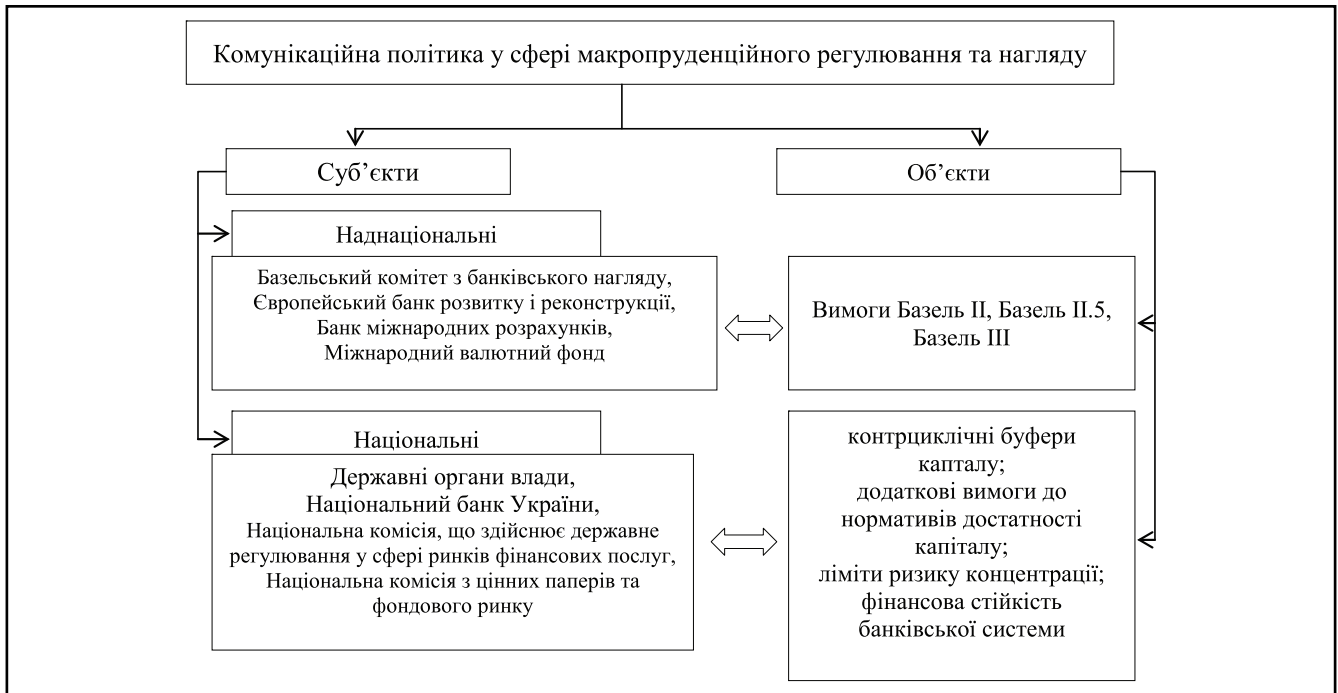 Комунікаційна політика у сфері макропруденційного регулювання та нагляду
Суб’єкти
Об’єкти
Наднаціональні
Базельський комітет з банківського нагляду,
Європейський банк розвитку і реконструкції,
Банк міжнародних розрахунків,
Міжнародний валютний фонд
Вимоги Базель II, Базель II.5,
Базель III
Національні
Державні органи влади,
Національний банк України,
Національна комісія, що здійснює державне
регулювання у сфері ринків фінансових послуг,
Національна комісія з цінних паперів та
фондового ринку
контрциклічні буфери
капталу;
додаткові вимоги до
нормативів достатності
капіталу;
ліміти ризику концентрації;
фінансова стійкість
банківської системи